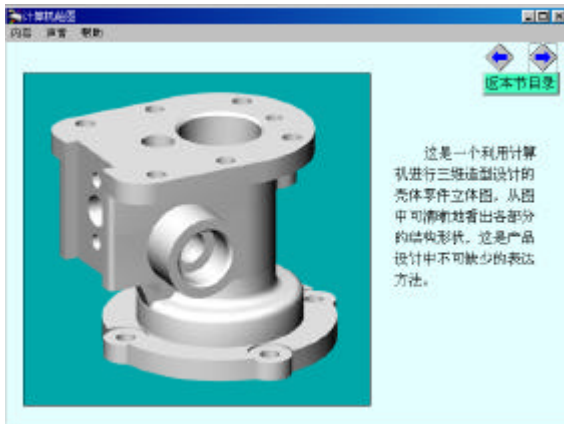 计算机绘图
内容 声音 帮助
返本节目录
这是一个利用计算
机进行三维造型设计的
壳体零件立体图。从图
中可清晰地看出各部分
的结构形状。这是产品
设计中不可缺少的表达
方法。